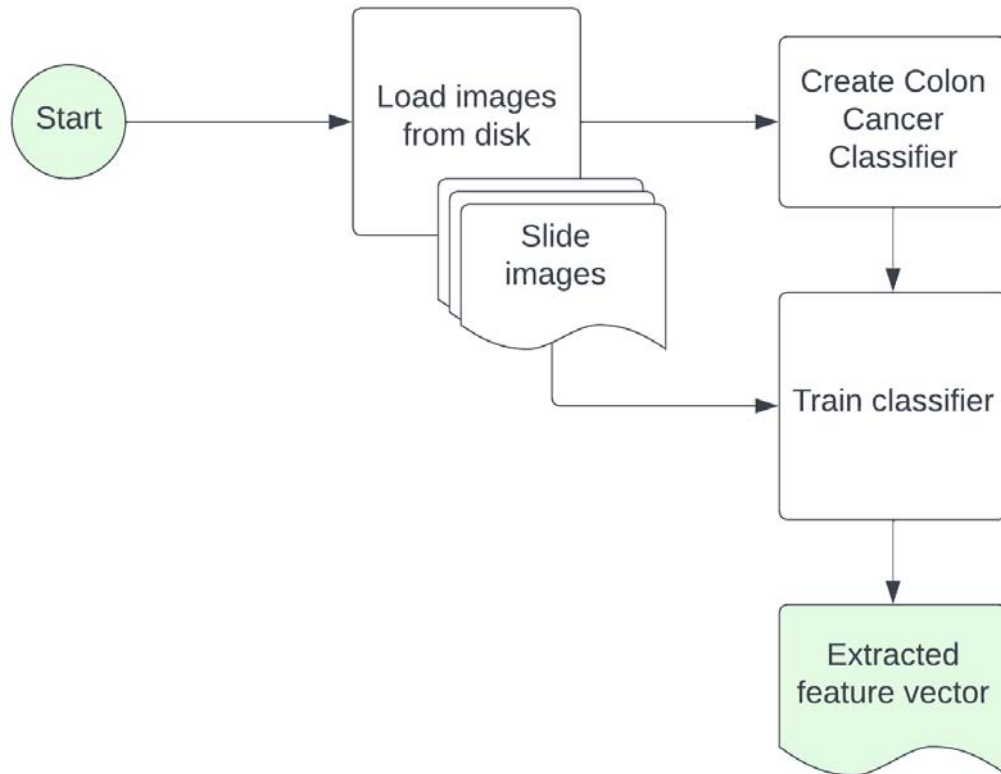 Start
Load images
from disk
Slide
images
Create Colon
Cancer
Classifier
Train classifier
Extracted
feature vector